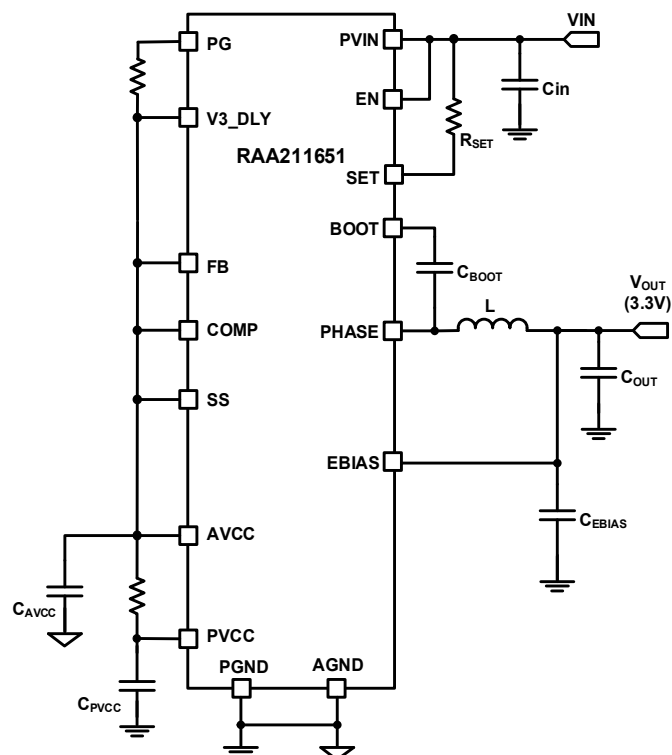 PG
PVIN
VIN
EN
Cin
V3_DLY
RSET
RAA211651
SET
BOOT
CBOOT
FB
VOUT
(3.3V)
L
COMP
PHASE
COUT
SS
EBIAS
CEBIAS
AVCC
CAVCC
PVCC
PGND
AGND
CPVCC